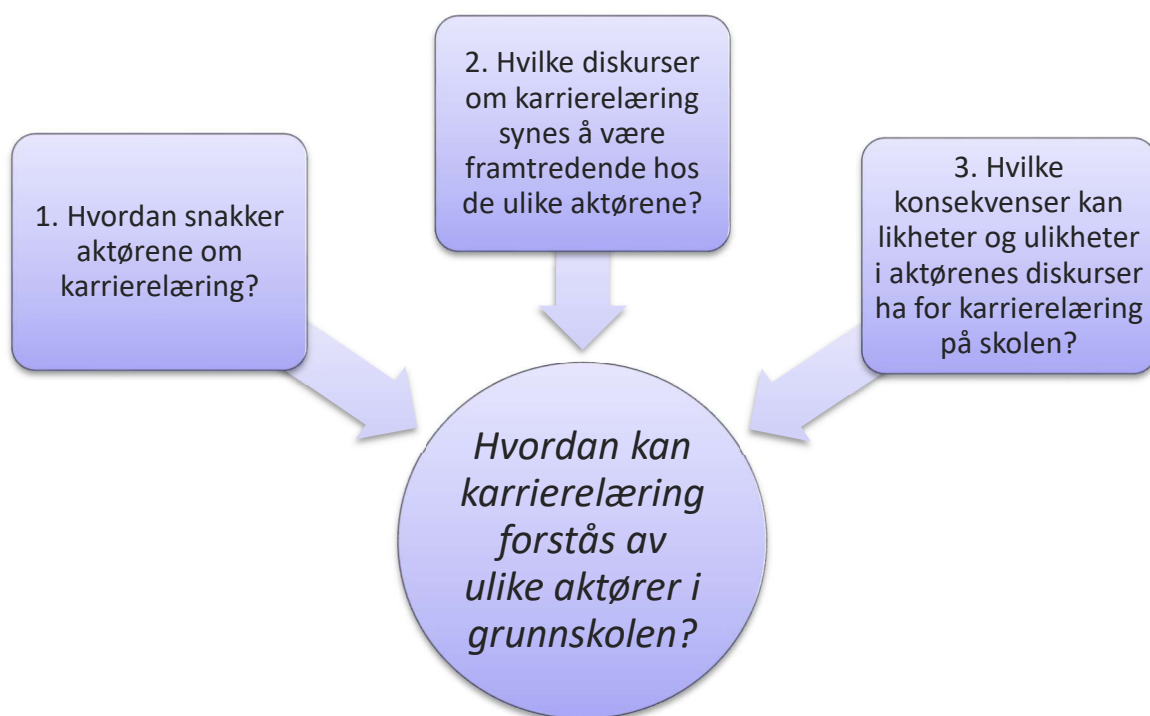 1. Hvordan snakker
aktørene om
karrierelæring?
2. Hvilke diskurser
om karrierelæring
synes å være
framtredende hos
de ulike aktørene?
3. Hvilke
konsekvenser kan
likheter og ulikheter
i aktørenes diskurser
ha for karrierelæring
på skolen?
Hvordan kan
karrierelæring
forstås av
ulike aktører i
grunnskolen?